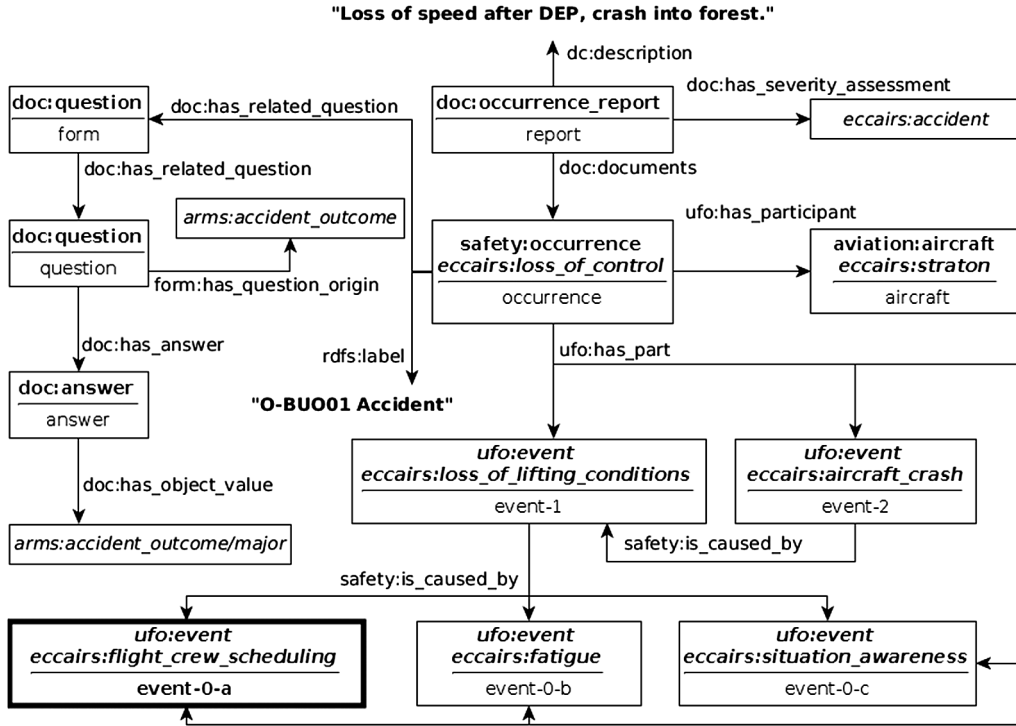 "Loss of speed after DEP, crash into forest."
dc:description
doc:question
form
doc:has_related_question
doc:occurrence_report
report
doc:has_severity_assessment
eccairs:accident
doc:has_related_question
doc:documents
arms:accident_outcome
ufo:has_participant
doc:question
question
form:has_question_origin
safety:occurrence
eccairs:loss_of_control
occurrence
aviation:aircraft
eccairs:straton
aircraft
doc:has_answer
rdfs:label
ufo:has_part
doc:answer
answer
"O-BUO01 Accident"
ufo:event
eccairs:loss_of_lifting_conditions
event-1
ufo:event
eccairs:aircraft_crash
event-2
doc:has_object_value
arms:accident_outcome/major
safety:is_caused_by
safety:is_caused_by
ufo:event
eccairs:flight_crew_scheduling
event-0-a
ufo:event
eccairs:fatigue
event-0-b
ufo:event
eccairs:situation_awareness
event-0-c